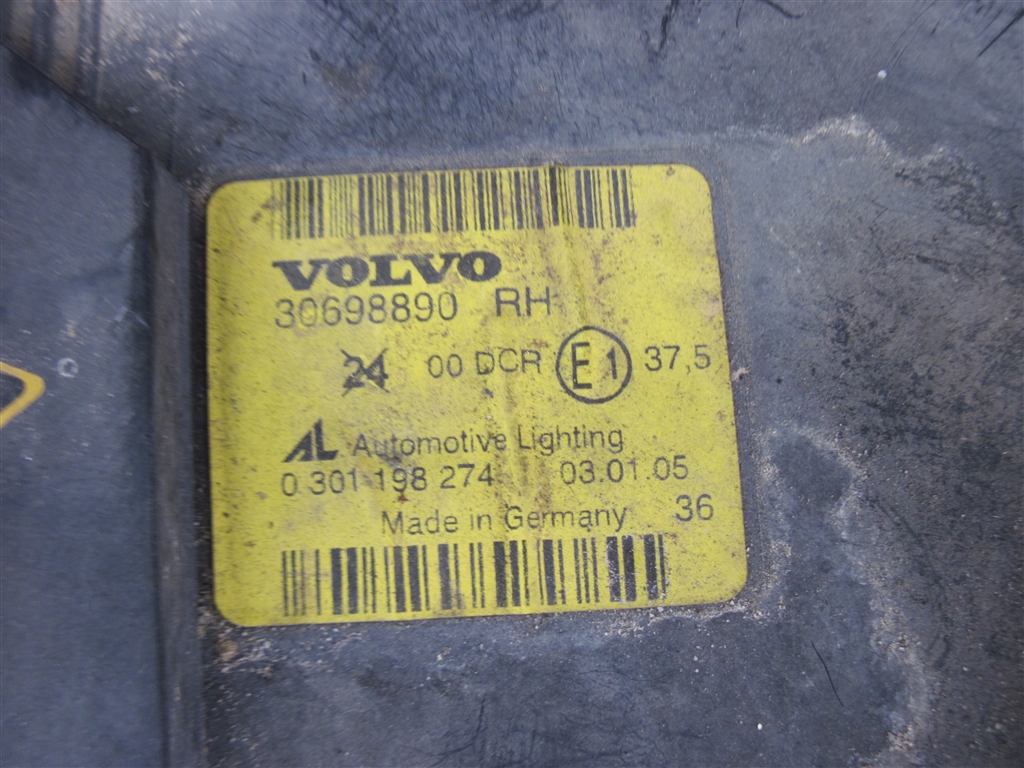 VOLVO
30698890 RH
24 00 DCR E1 37,5
AL Automotive Lighting
0 301 198 274 03.01.05
Made in Germany 36